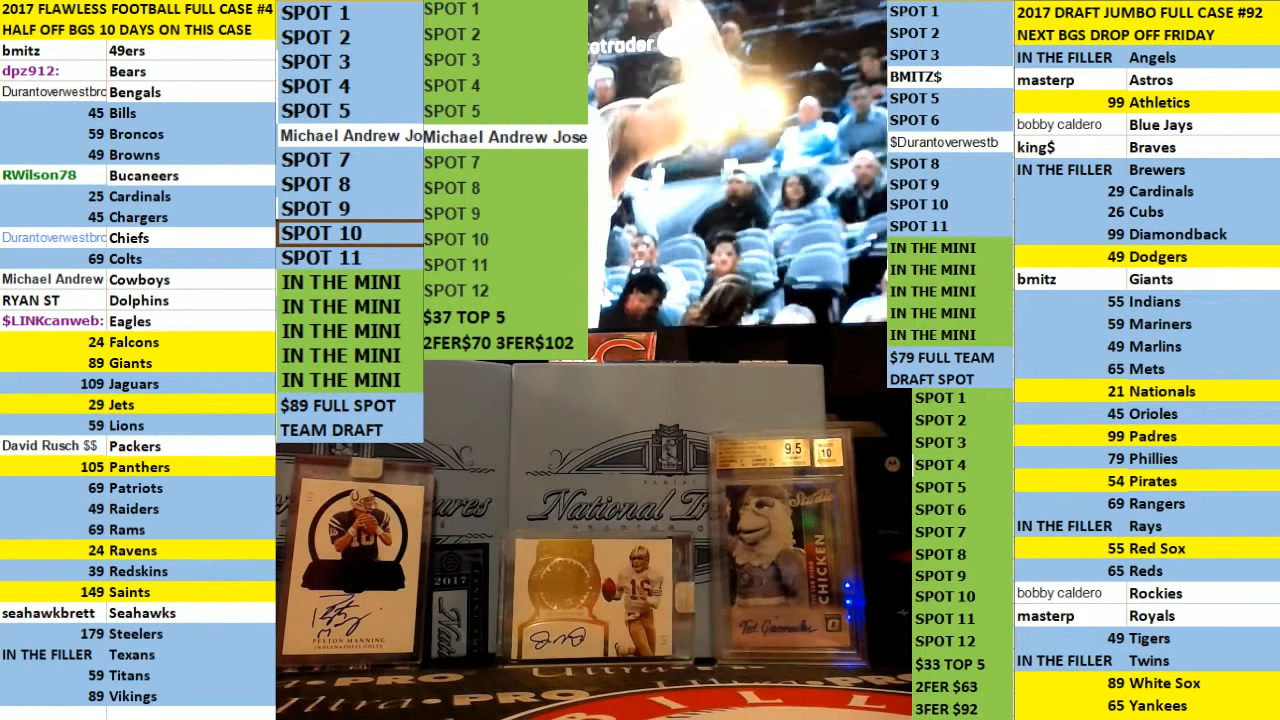 2017 FLAWLESS FOOTBALL FULL CASE #4
HALF OFF BGS 10 DAYS ON THIS CASE
bmitz 49ers
dpz912: Bears
Durantoverwestbro Bengals
45 Bills
59 Broncos
49 Browns
RWilson78 Bucaneers
25 Cardinals
45 Chargers
Durantoverwestbro Chiefs
69 Colts
Michael Andrew Cowboys
RYAN ST Dolphins
$LINKcanweb: Eagles
24 Falcons
89 Giants
109 Jaguars
29 Jets
59 Lions
David Rusch $$ Packers
105 Panthers
69 Patriots
49 Raiders
69 Rams
24 Ravens
39 Redskins
149 Saints
seahawkbrett Seahawks
179 Steelers
IN THE FILLER Texans
59 Titans
89 Vikings
SPOT 1
SPOT 2
SPOT 3
SPOT 4
SPOT 5
Michael Andrew Jo
SPOT 7
SPOT 8
SPOT 9
SPOT 10
SPOT 11
IN THE MINI
IN THE MINI
IN THE MINI
IN THE MINI
IN THE MINI
$89 FULL SPOT
TEAM DRAFT
SPOT 1
SPOT 2
SPOT 3
SPOT 4
SPOT 5
Michael Andrew Jose
SPOT 7
SPOT 8
SPOT 9
SPOT 10
SPOT 11
SPOT 12
$37 TOP 5
2FER$70 3FER$102
otrader
PANINI
National Tr
ures
2017
PEYTON MANNING
INDIANAPOLIS COLTS
9.5
10
Studio
CHICKEN
Ted Giannoulas
Ultra PRO
BILL
SPOT 1
SPOT 2
SPOT 3
BMITZ$
SPOT 5
SPOT 6
$Durantoverwestb
SPOT 8
SPOT 9
SPOT 10
SPOT 11
IN THE MINI
IN THE MINI
IN THE MINI
IN THE MINI
IN THE MINI
$79 FULL TEAM
DRAFT SPOT
SPOT 1
SPOT 2
SPOT 3
SPOT 4
SPOT 5
SPOT 6
SPOT 7
SPOT 8
SPOT 9
SPOT 10
SPOT 11
SPOT 12
$33 TOP 5
2FER $63
3FER $92
2017 DRAFT JUMBO FULL CASE #92
NEXT BGS DROP OFF FRIDAY
IN THE FILLER Angels
masterp Astros
99 Athletics
bobby caldero Blue Jays
king$ Braves
IN THE FILLER Brewers
29 Cardinals
26 Cubs
99 Diamondback
49 Dodgers
bmitz Giants
55 Indians
59 Mariners
49 Marlins
65 Mets
21 Nationals
45 Orioles
99 Padres
79 Phillies
54 Pirates
69 Rangers
IN THE FILLER Rays
55 Red Sox
65 Reds
bobby caldero Rockies
masterp Royals
49 Tigers
IN THE FILLER Twins
89 White Sox
65 Yankees